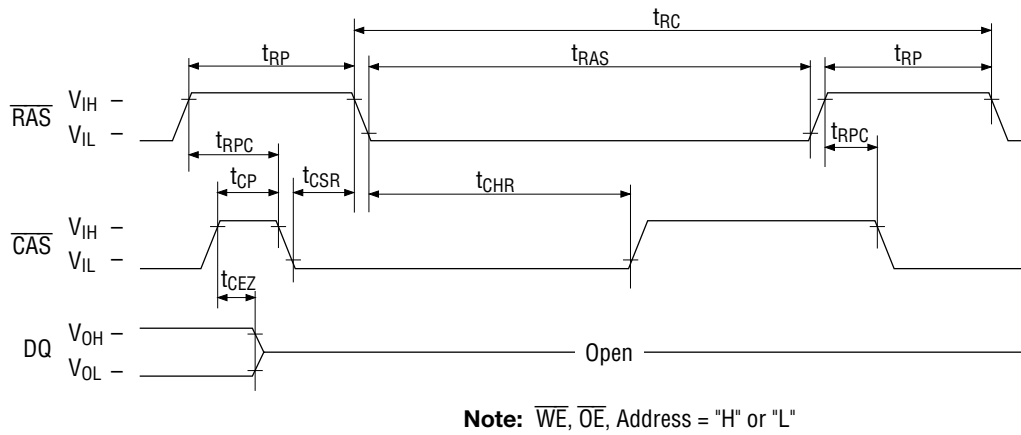 tRC
tRP tRAS tRP
RAS VIH –
VIL –
tRPC tRPC
tCP tCSR tCHR
CAS VIH –
VIL –
tCEZ
DQ VOH –
VOL –
Open
Note: WE, OE, Address = "H" or "L"